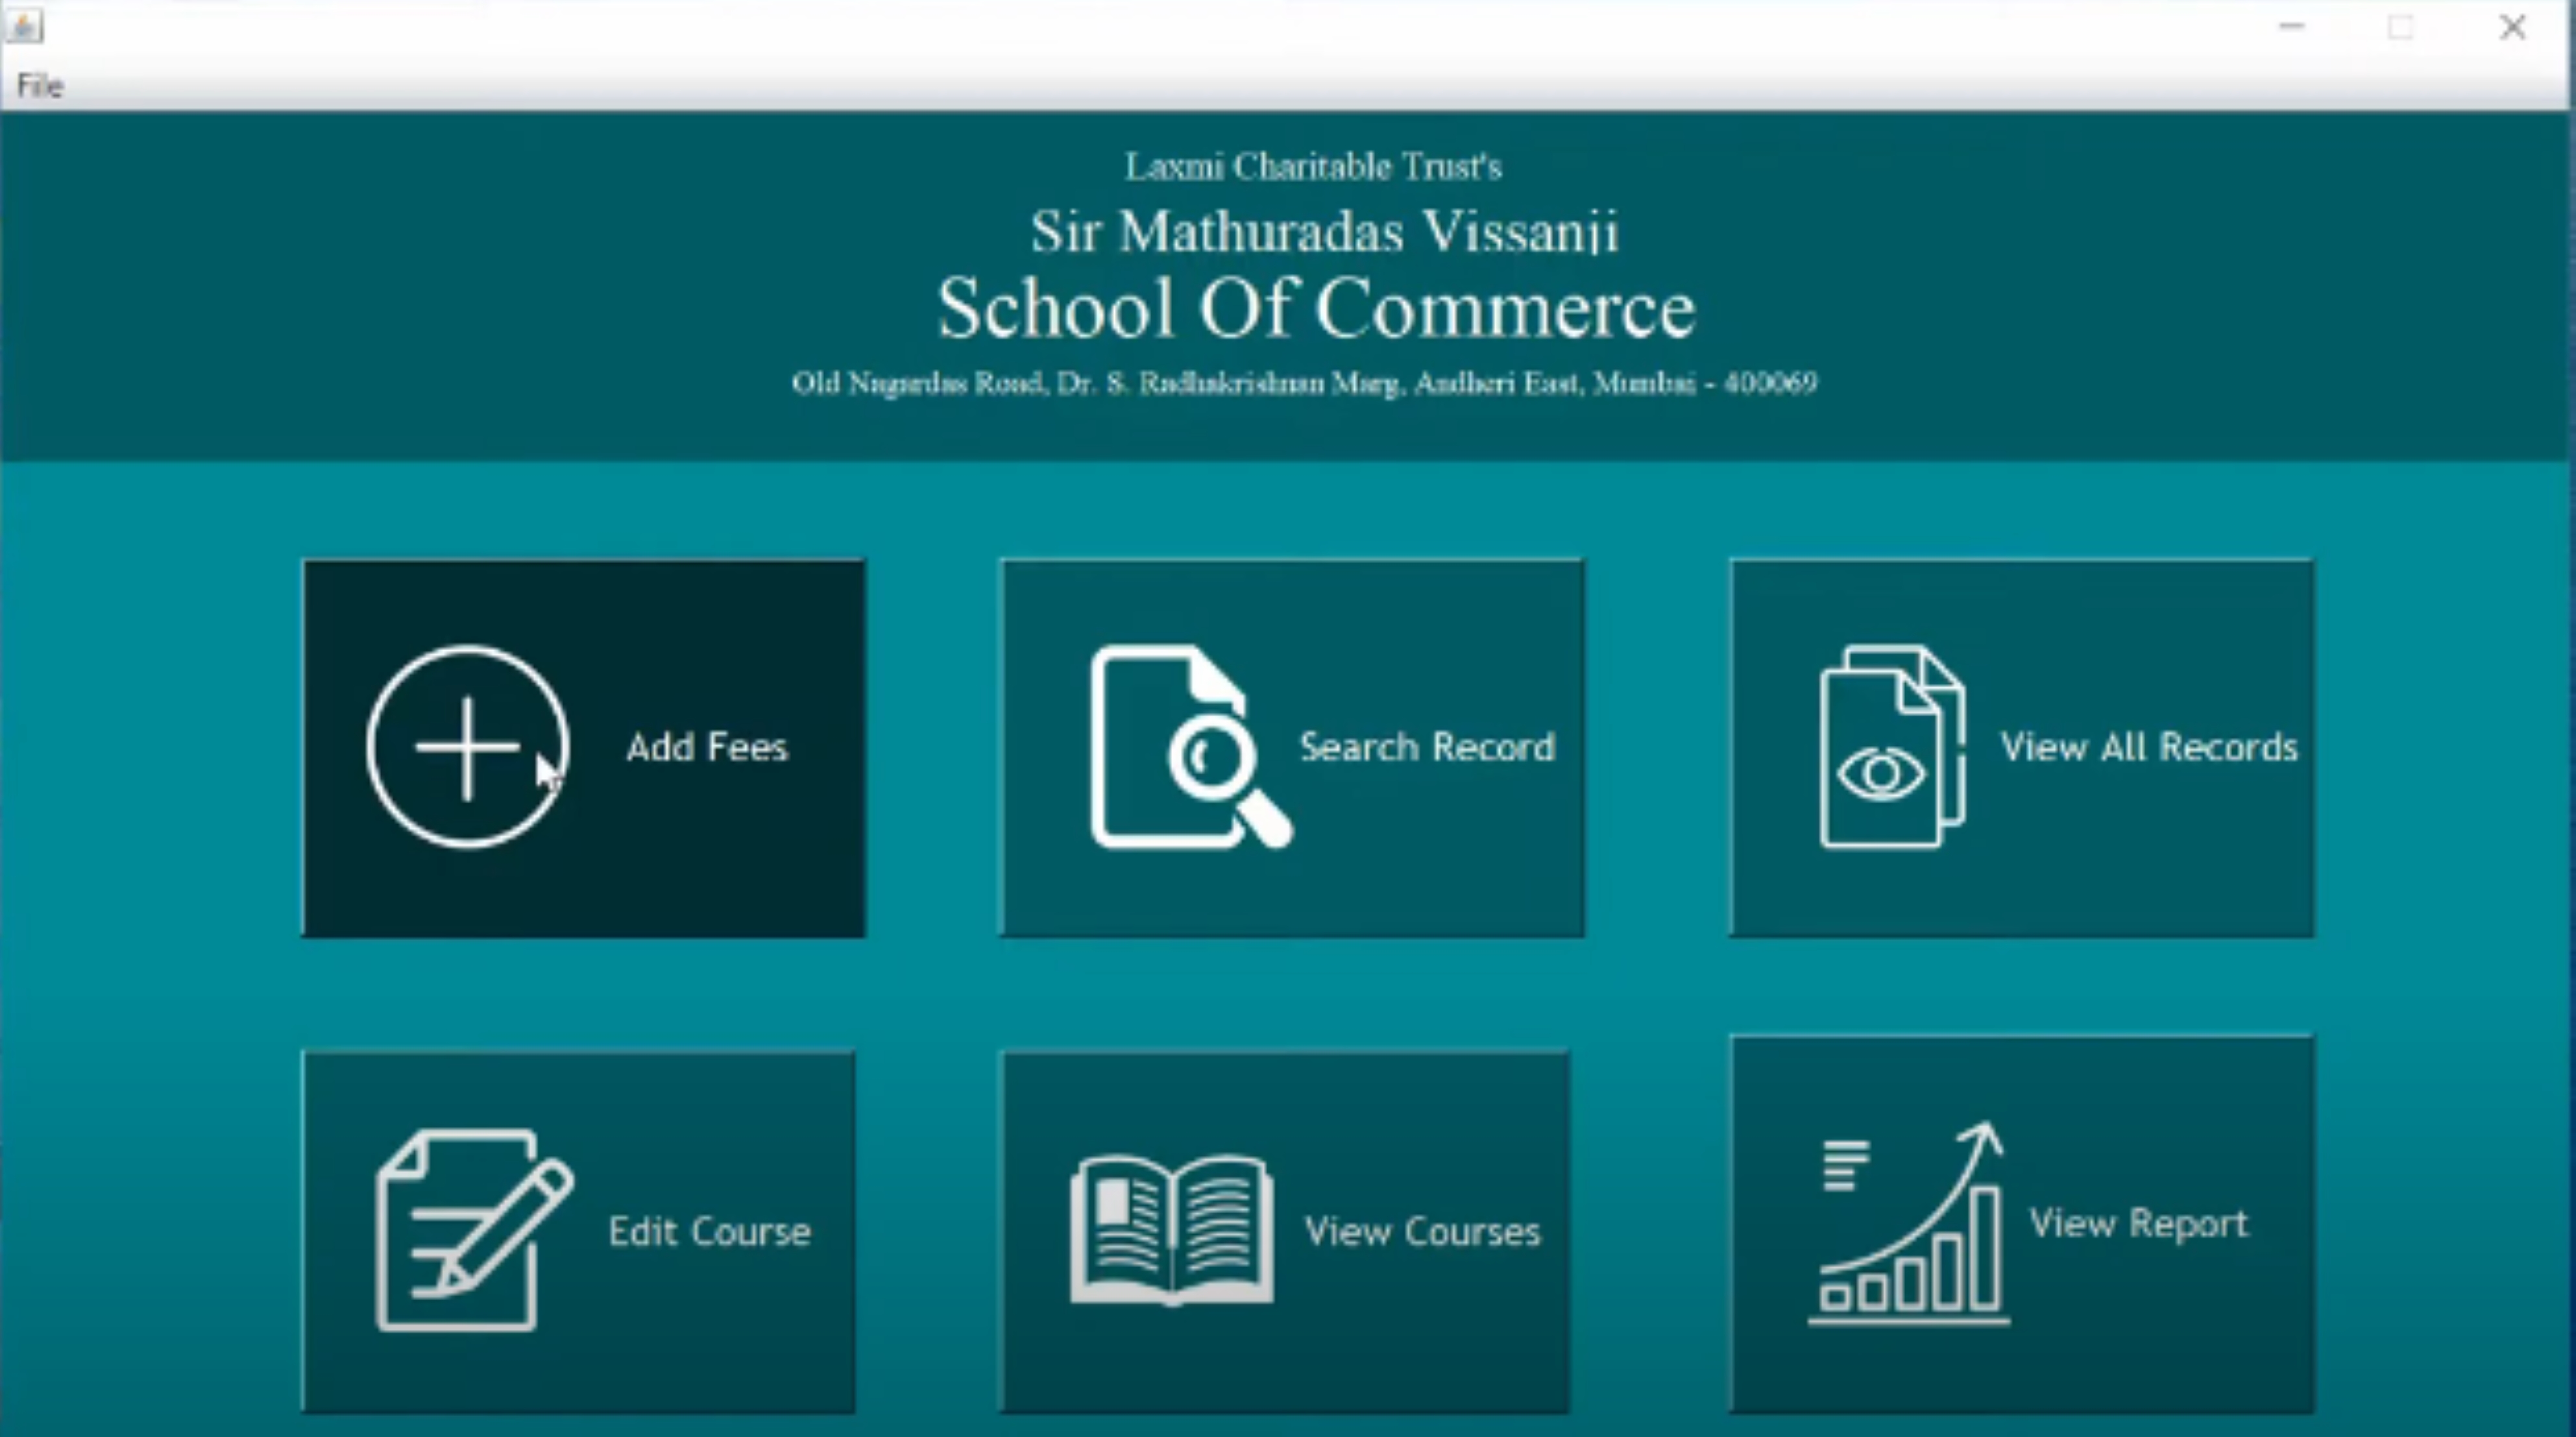 File
Laxmi Charitable Trust's
Sir Mathuradas Vissanji
School Of Commerce
Old Nagardas Road, Dr. S. Radhakrishnan Marg, Andheri East, Mumbai - 400069
Add Fees
Search Record
View All Records
Edit Course
View Courses
View Report